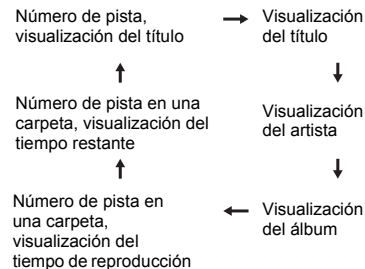 Número de pista,
visualización del título
Visualización
del título
Número de pista en una
carpeta, visualización del
tiempo restante
Visualización
del artista
Número de pista en
una carpeta,
visualización del
tiempo de reproducción
Visualización
del álbum